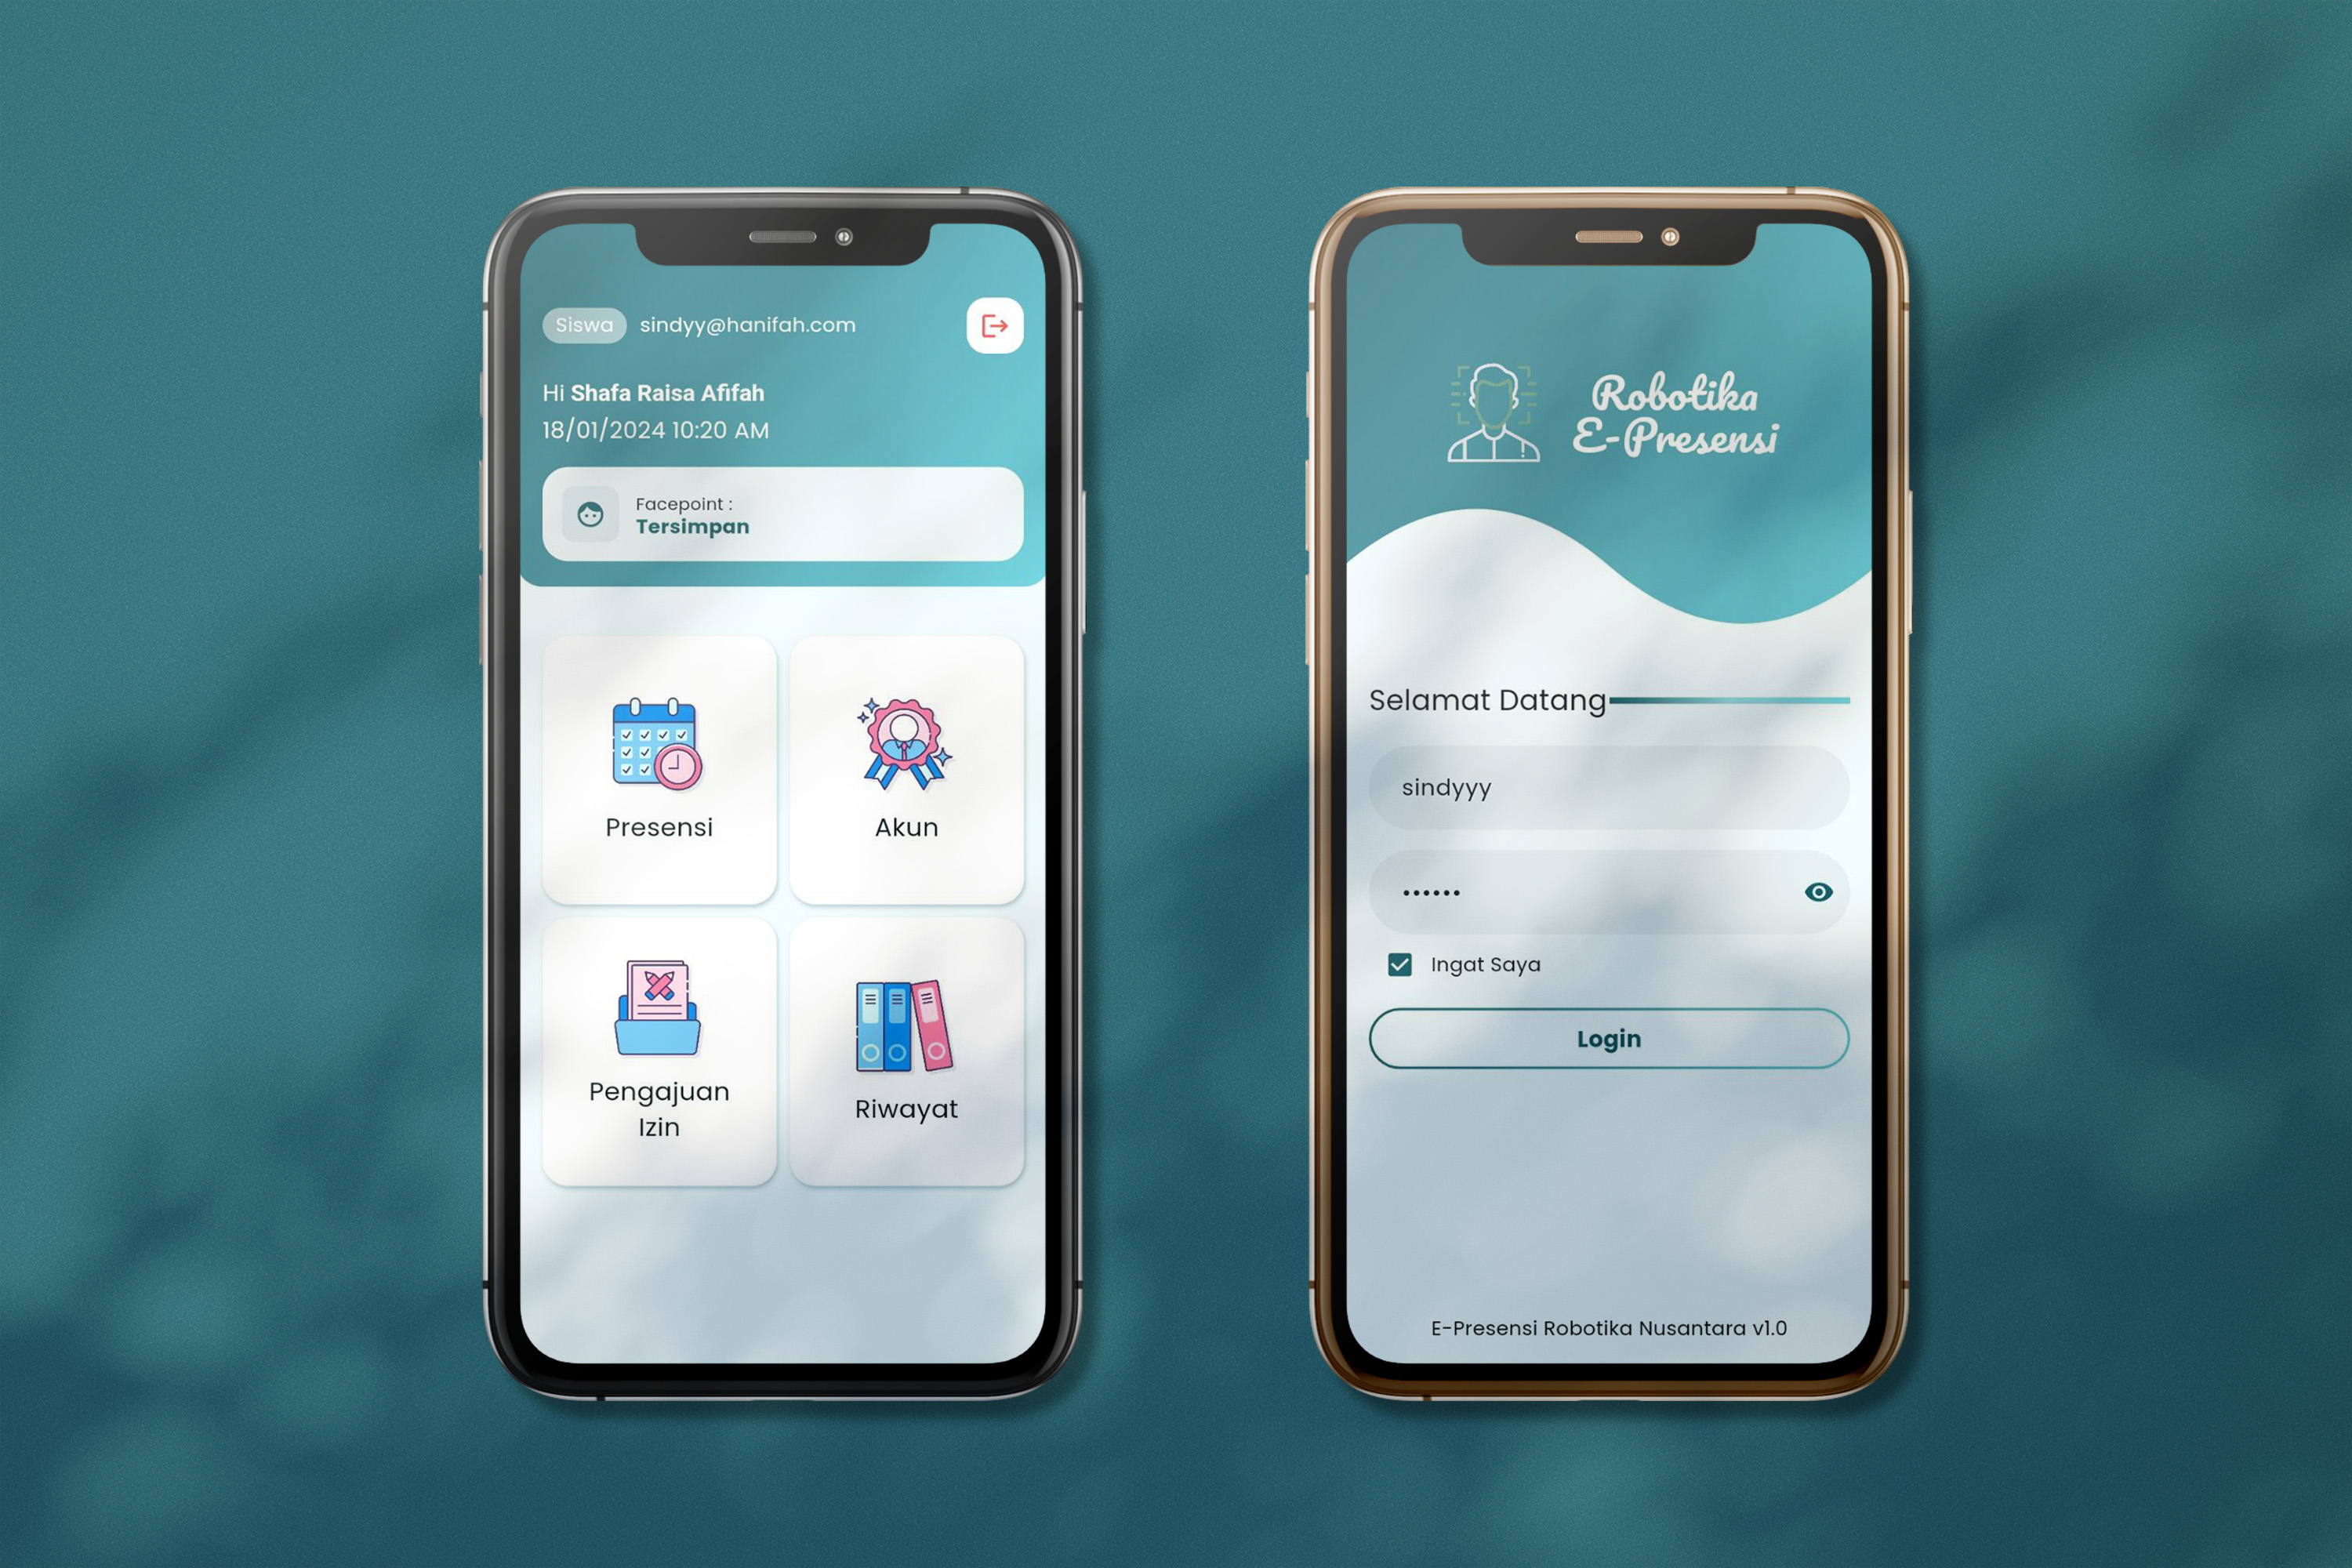 Siswa sindyy@hanifah.com
Hi Shafa Raisa Afifah
18/01/2024 10:20 AM
Facepoint :
Tersimpan
Presensi
Akun
Pengajuan
Izin
Riwayat
Robotika
E-Presensi
Selamat Datang
sindyyy
••••••
Ingat Saya
Login
E-Presensi Robotika Nusantara v1.0